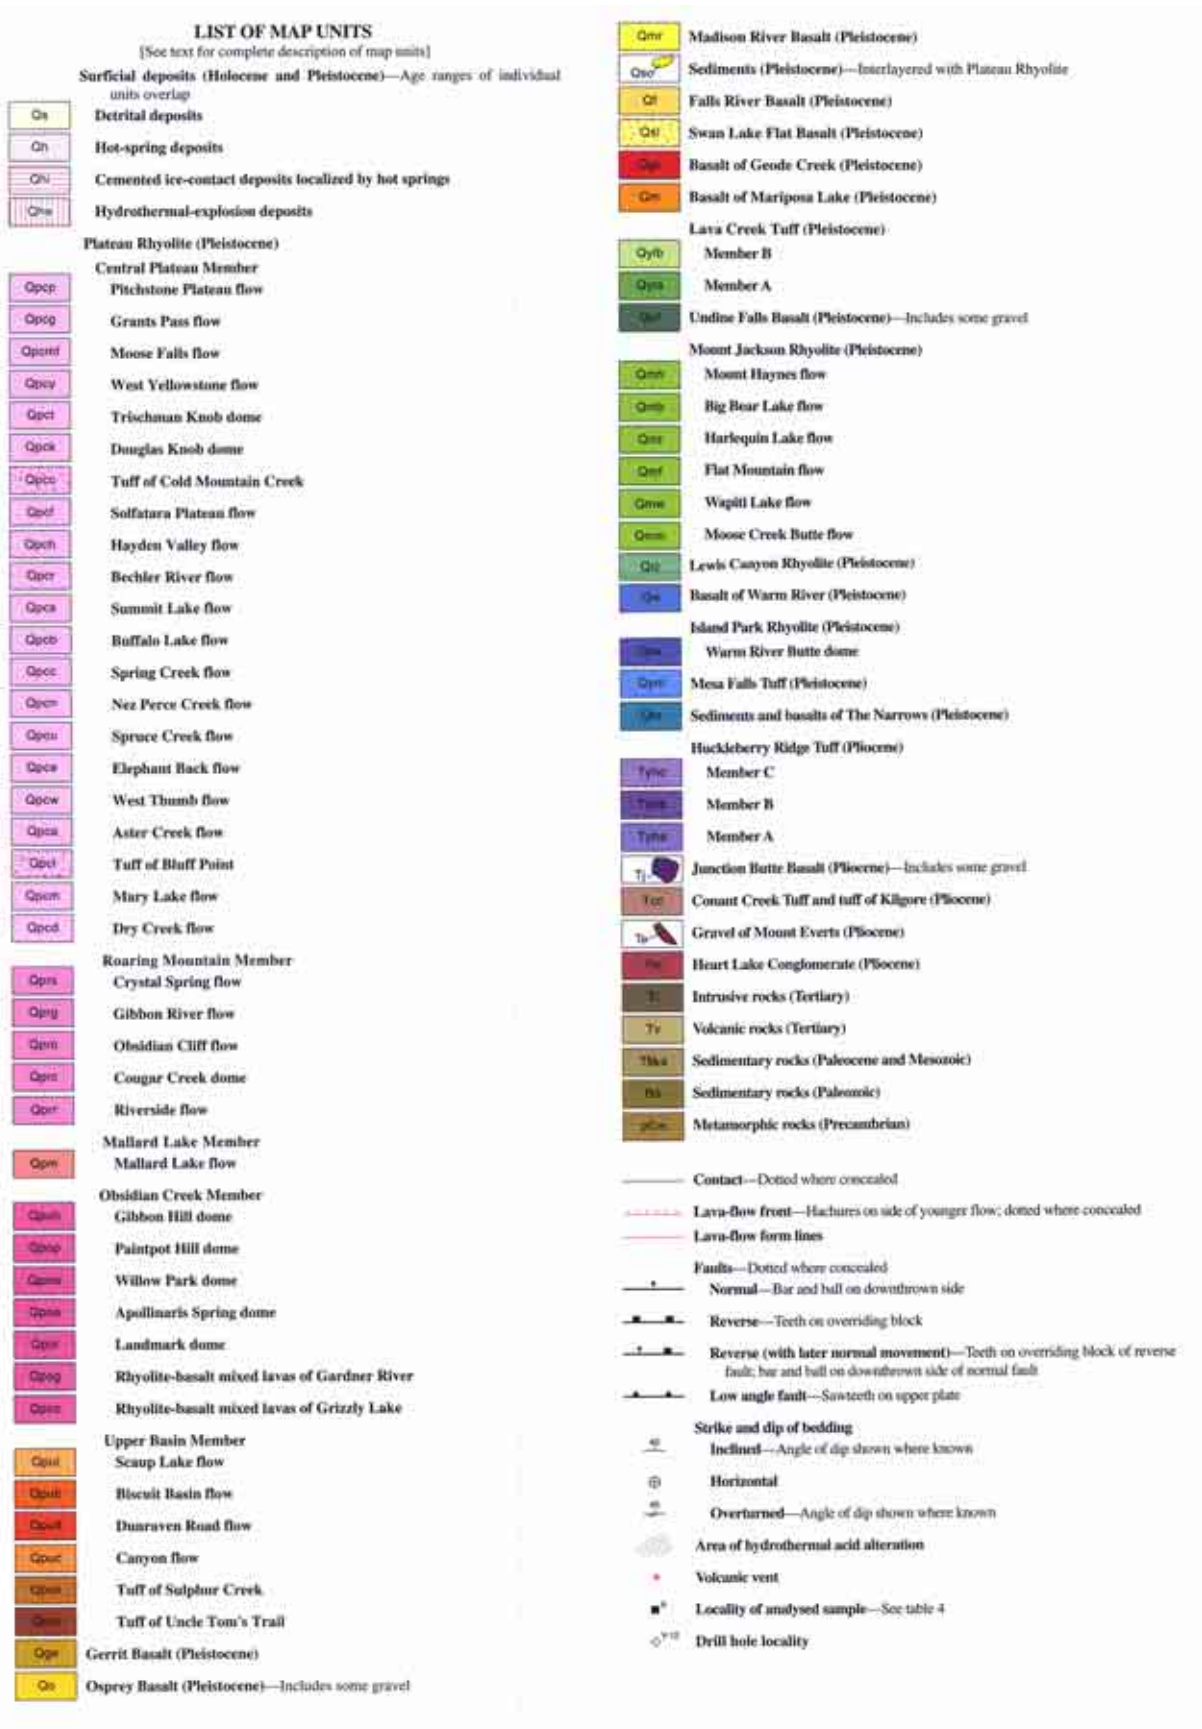 LIST OF MAP UNITS
[See text for complete description of map units]
Surficial deposits (Holocene and Pleistocene)—Age ranges of individual
units overlap
Qs Detrital deposits
Qh Hot-spring deposits
Qhi Cemented ice-contact deposits localized by hot springs
Qhe Hydrothermal-explosion deposits
Plateau Rhyolite (Pleistocene)
Central Plateau Member
Qpcp Pitchstone Plateau flow
Qpcg Grants Pass flow
Qpcmf Moose Falls flow
Qpcy West Yellowstone flow
Qpct Trischman Knob dome
Qpck Douglas Knob dome
Qpco Tuff of Cold Mountain Creek
Qpcf Solfatara Plateau flow
Qpch Hayden Valley flow
Qpcr Bechler River flow
Summit Lake flow
Qpcb Buffalo Lake flow
Qpcc Spring Creek flow
Qpcn Nez Perce Creek flow
Qpcu Spruce Creek flow
Qpce Elephant Back flow
Qpcw West Thumb flow
Qpca Aster Creek flow
Tuff of Bluff Point
Qpcm Mary Lake flow
Qpcd Dry Creek flow
Roaring Mountain Member
Qprs Crystal Spring flow
Qprg Gibbon River flow
Obsidian Cliff flow
Qprc Cougar Creek dome
Qprr Riverside flow
Mallard Lake Member
Qpm Mallard Lake flow
Obsidian Creek Member
Gibbon Hill dome
Qpop Paintpot Hill dome
Willow Park dome
Qpoa Apollinaris Spring dome
Landmark dome
Qpog Rhyolite-basalt mixed lavas of Gardner River
Rhyolite-basalt mixed lavas of Grizzly Lake
Upper Basin Member
Qpul Scaup Lake flow
Qpub Biscuit Basin flow
Qpud Dunraven Road flow
Qpuc Canyon flow
Tuff of Sulphur Creek
Tuff of Uncle Tom's Trail
Qge Gerrit Basalt (Pleistocene)
Qo Osprey Basalt (Pleistocene)—Includes some gravel
Qmr Madison River Basalt (Pleistocene)
Qso Sediments (Pleistocene)—Interlayered with Plateau Rhyolite
Qf Falls River Basalt (Pleistocene)
Qsl Swan Lake Flat Basalt (Pleistocene)
Basalt of Geode Creek (Pleistocene)
Qm Basalt of Mariposa Lake (Pleistocene)
Lava Creek Tuff (Pleistocene)
Qylb Member B
Qyla Member A
Undine Falls Basalt (Pleistocene)—Includes some gravel
Mount Jackson Rhyolite (Pleistocene)
Qmh Mount Haynes flow
Qmb Big Bear Lake flow
Harlequin Lake flow
Qmf Flat Mountain flow
Qmw Wapiti Lake flow
Moose Creek Butte flow
Qlc Lewis Canyon Rhyolite (Pleistocene)
Qw Basalt of Warm River (Pleistocene)
Island Park Rhyolite (Pleistocene)
Warm River Butte dome
Qym Mesa Falls Tuff (Pleistocene)
Sediments and basalts of The Narrows (Pleistocene)
Huckleberry Ridge Tuff (Pliocene)
Tyhc Member C
Tyhb Member B
Tyha Member A
Tj Junction Butte Basalt (Pliocene)—Includes some gravel
Tcc Conant Creek Tuff and tuff of Kilgore (Pliocene)
Gravel of Mount Everts (Pliocene)
Heart Lake Conglomerate (Pliocene)
Ti Intrusive rocks (Tertiary)
Tv Volcanic rocks (Tertiary)
Sedimentary rocks (Paleocene and Mesozoic)
Sedimentary rocks (Paleozoic)
Metamorphic rocks (Precambrian)
Contact—Dotted where concealed
Lava-flow front—Hachures on side of younger flow; dotted where concealed
Lava-flow form lines
Faults—Dotted where concealed
Normal—Bar and ball on downthrown side
Reverse—Teeth on overriding block
Reverse (with later normal movement)—Teeth on overriding block of reverse
fault; bar and ball on downthrown side of normal fault
Low angle fault—Sawteeth on upper plate
Strike and dip of bedding
Inclined—Angle of dip shown where known
Horizontal
Overturned—Angle of dip shown where known
Area of hydrothermal acid alteration
Volcanic vent
Locality of analysed sample—See table 4
Drill hole locality